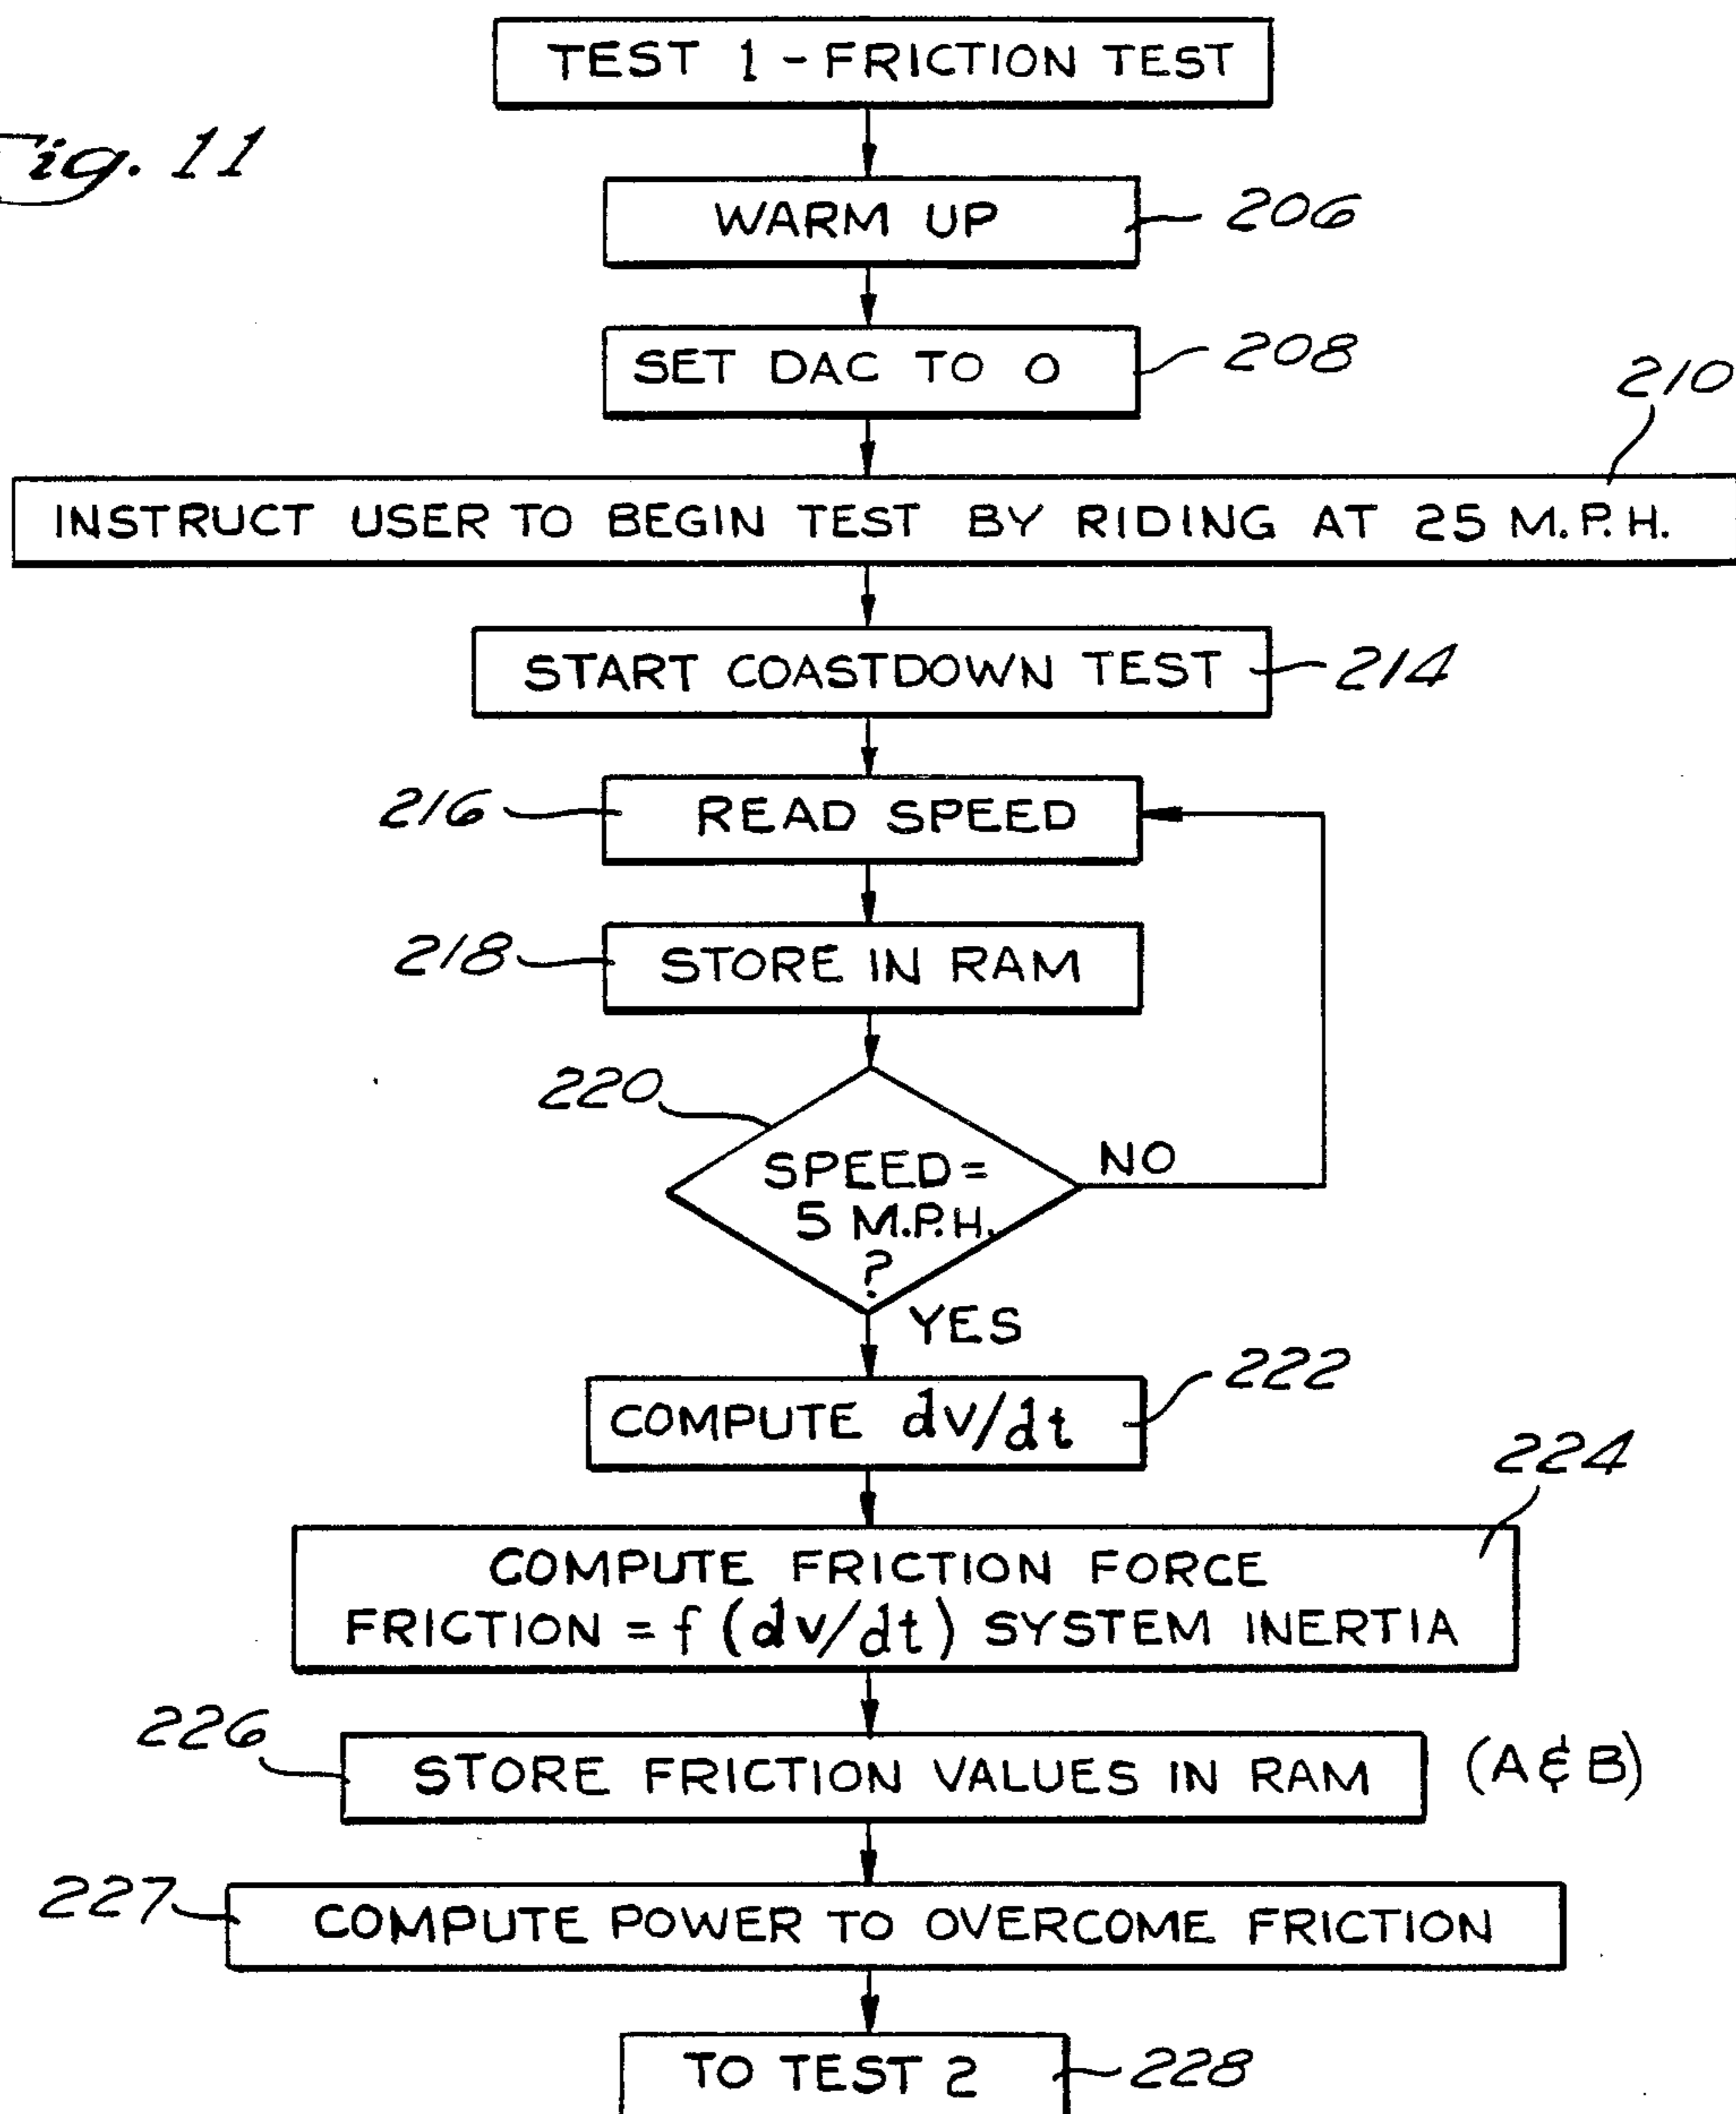 Fig. 11
TEST 1 - FRICTION TEST
WARM UP
206
SET DAC TO 0
208
210
INSTRUCT USER TO BEGIN TEST BY RIDING AT 25 M.P.H.
START COASTDOWN TEST
214
216
READ SPEED
218
STORE IN RAM
220
SPEED =
5 M.P.H.
?
NO
YES
222
COMPUTE dv/dt
224
COMPUTE FRICTION FORCE
FRICTION = f (dv/dt) SYSTEM INERTIA
226
STORE FRICTION VALUES IN RAM
(A & B)
227
COMPUTE POWER TO OVERCOME FRICTION
TO TEST 2
228